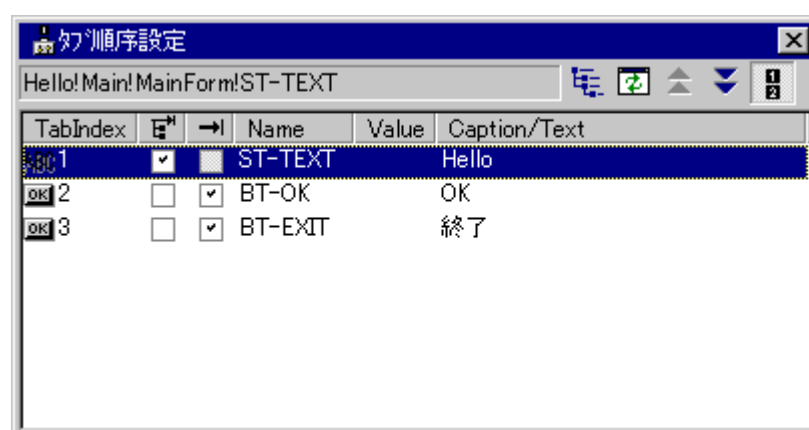 ﾀﾌﾞ順序設定
Hello!Main!MainForm!ST-TEXT
TabIndex Name Value Caption/Text
ABC 1 ST-TEXT Hello
OK 2 BT-OK OK
OK 3 BT-EXIT 終了